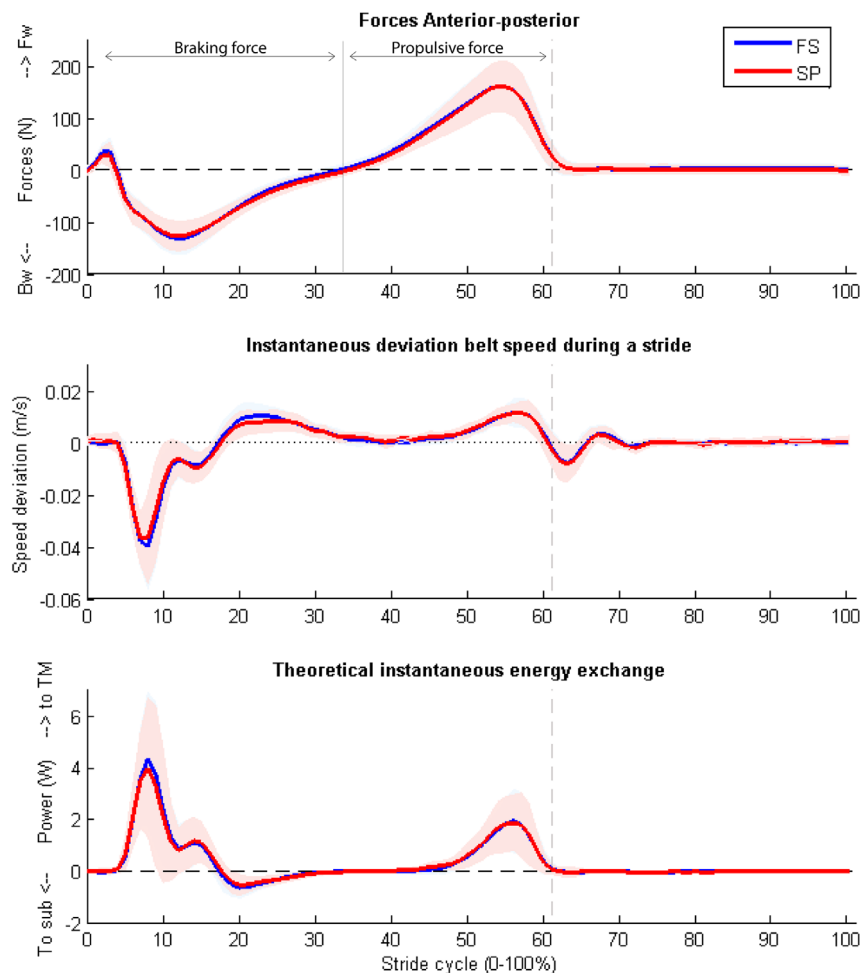 Forces Anterior-posterior
Braking force
Propulsive force
FS
SP
Bw <-- Forces (N) --> Fw
200
100
0
-100
-200
0 10 20 30 40 50 60 70 80 90 100
Instantaneous deviation belt speed during a stride
Speed deviation (m/s)
0.02
0
-0.02
-0.04
-0.06
0 10 20 30 40 50 60 70 80 90 100
Theoretical instantaneous energy exchange
To sub <-- Power (W) --> to TM
6
4
2
0
-2
0 10 20 30 40 50 60 70 80 90 100
Stride cycle (0-100%)